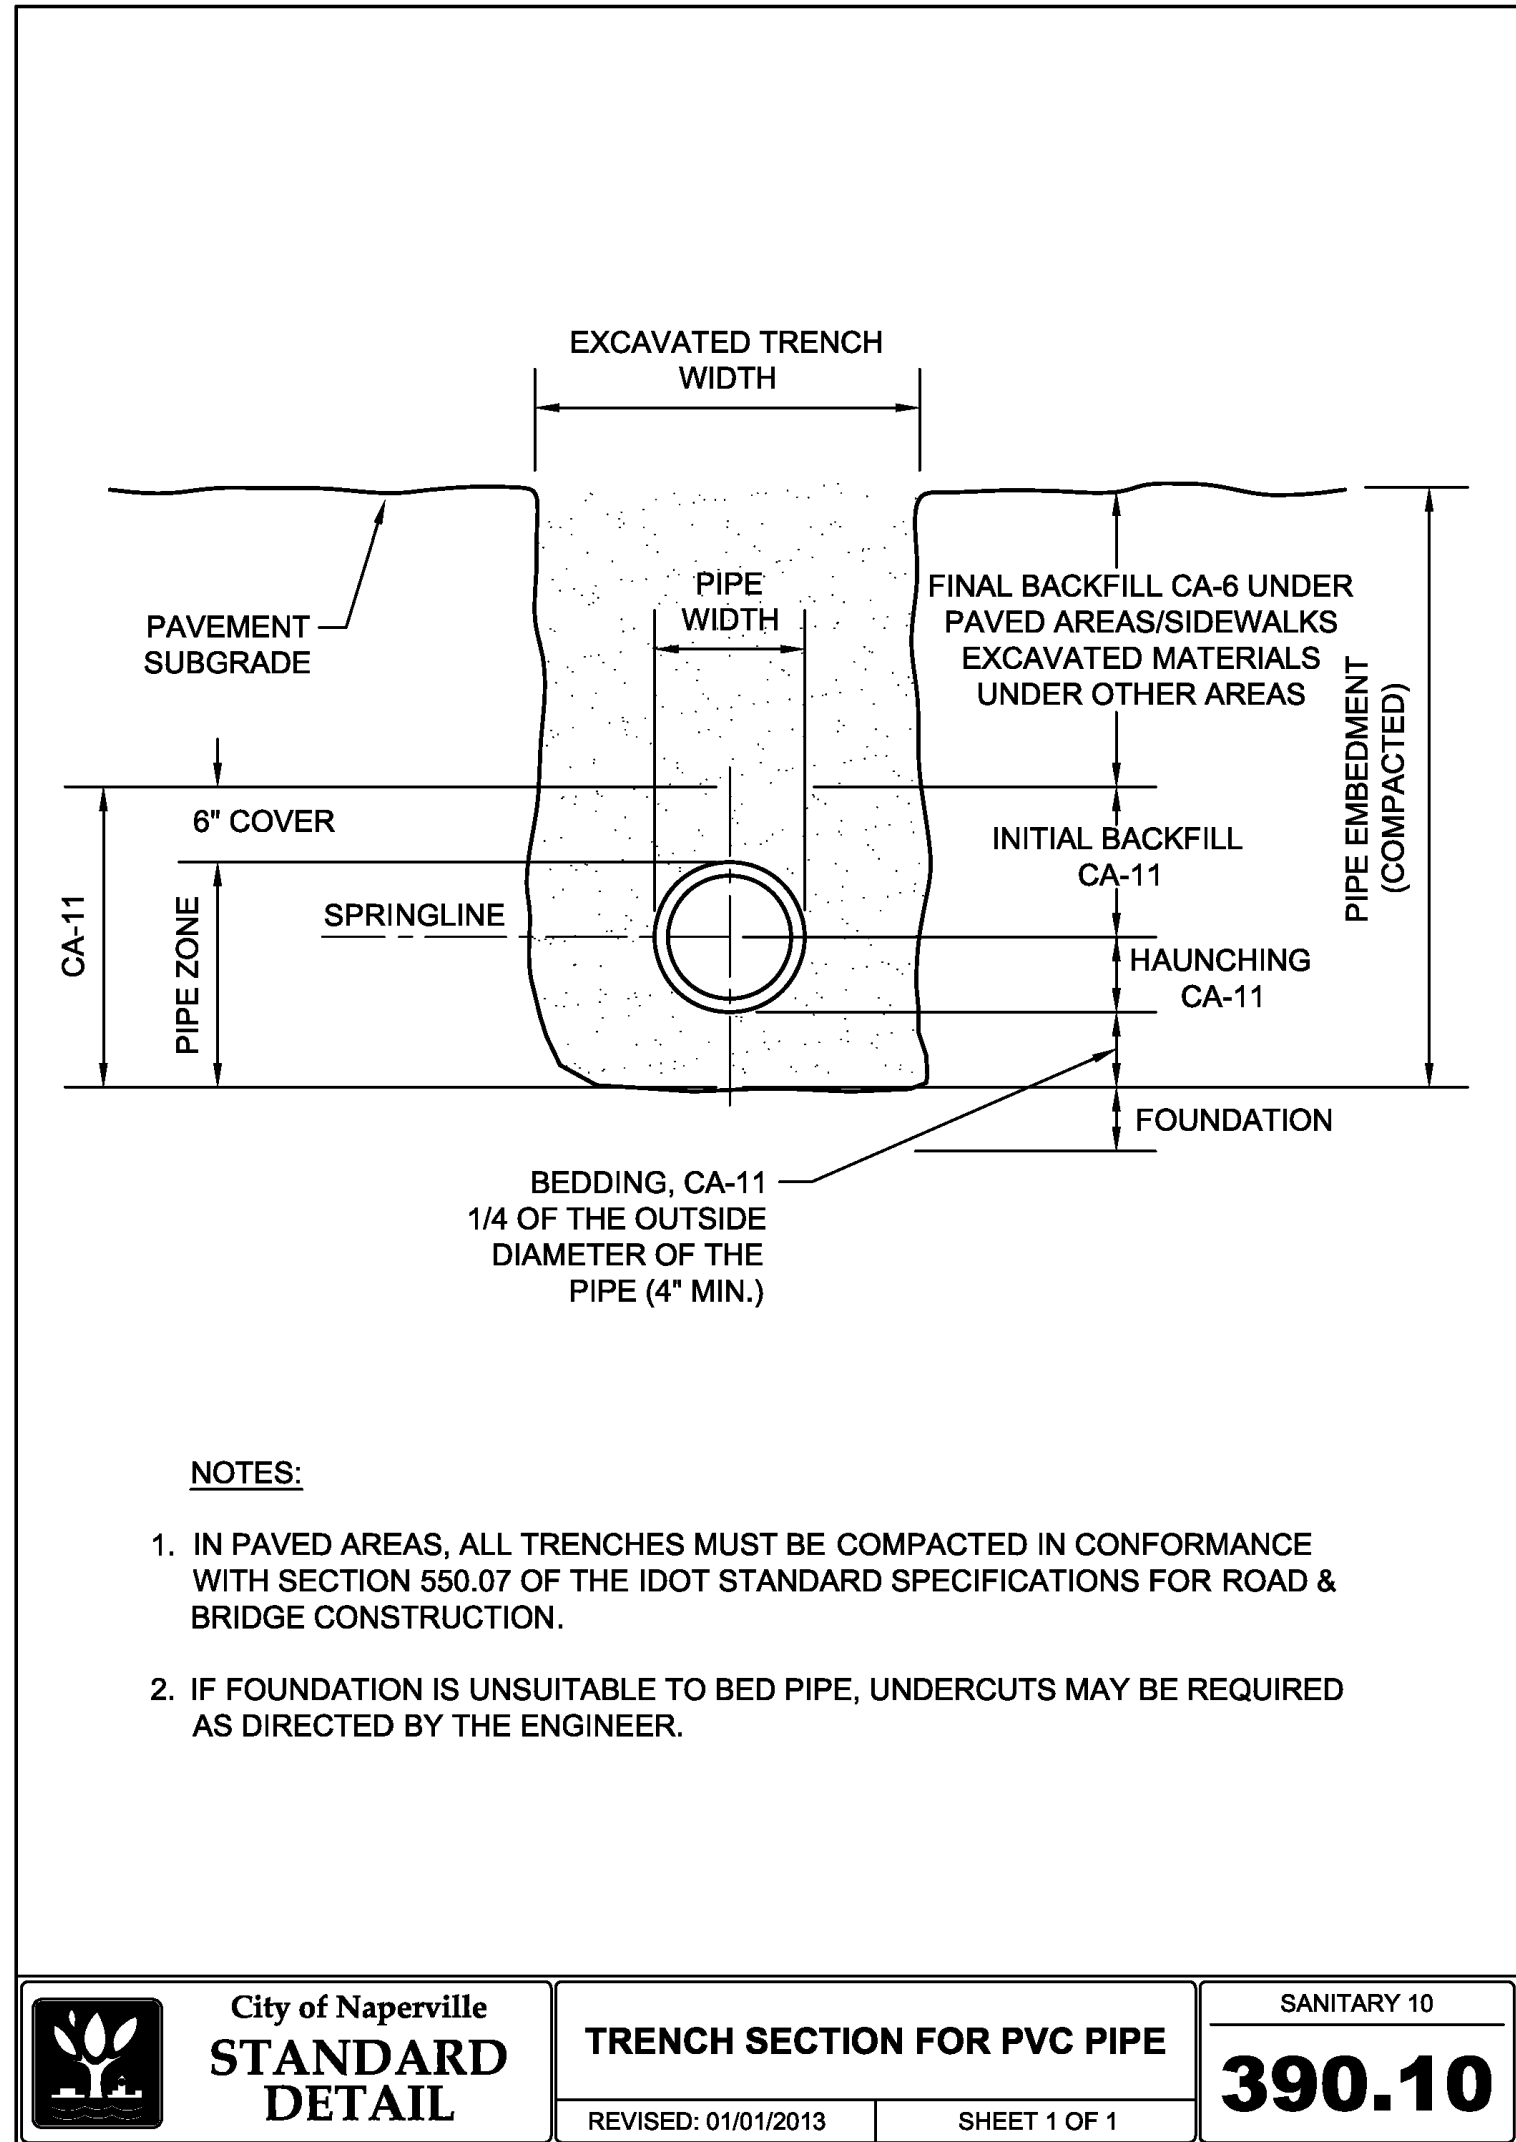 EXCAVATED TRENCH
WIDTH
PIPE
WIDTH
PAVEMENT
SUBGRADE
FINAL BACKFILL CA-6 UNDER
PAVED AREAS/SIDEWALKS
EXCAVATED MATERIALS
UNDER OTHER AREAS
PIPE EMBEDMENT
(COMPACTED)
6" COVER
INITIAL BACKFILL
CA-11
CA-11
PIPE ZONE
SPRINGLINE
HAUNCHING
CA-11
FOUNDATION
BEDDING, CA-11
1/4 OF THE OUTSIDE
DIAMETER OF THE
PIPE (4" MIN.)
NOTES:
1. IN PAVED AREAS, ALL TRENCHES MUST BE COMPACTED IN CONFORMANCE
WITH SECTION 550.07 OF THE IDOT STANDARD SPECIFICATIONS FOR ROAD &
BRIDGE CONSTRUCTION.
2. IF FOUNDATION IS UNSUITABLE TO BED PIPE, UNDERCUTS MAY BE REQUIRED
AS DIRECTED BY THE ENGINEER.
City of Naperville
STANDARD
DETAIL
TRENCH SECTION FOR PVC PIPE
REVISED: 01/01/2013
SHEET 1 OF 1
SANITARY 10
390.10